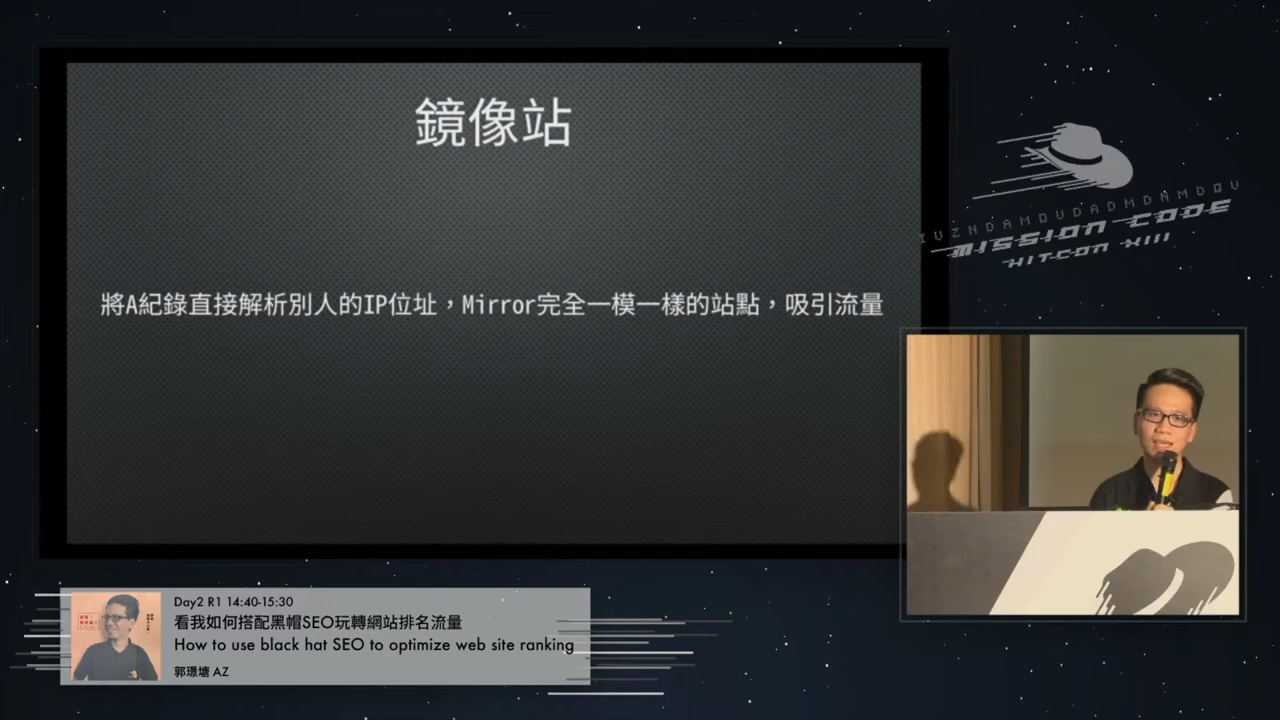 鏡像站
將A紀錄直接解析別人的IP位址，Mirror完全一模一樣的站點，吸引流量
MISSION CODE
HITCON XIII
Day2 R1 14:40-15:30
看我如何搭配黑帽SEO玩轉網站排名流量
How to use black hat SEO to optimize web site ranking
郭璟塘 AZ